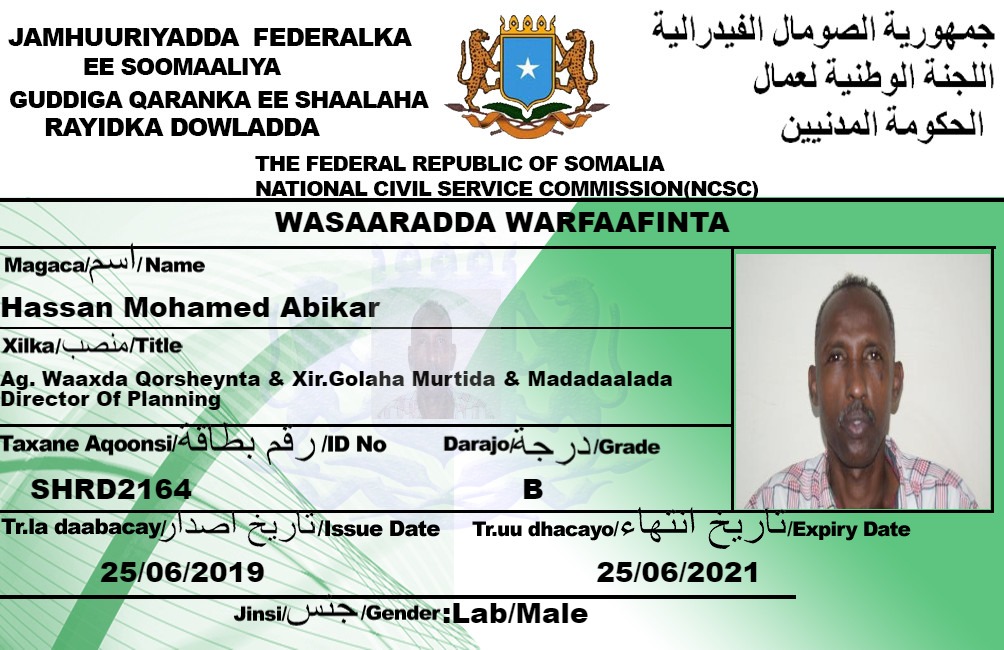 JAMHUURIYADDA FEDERALKA
EE SOOMAALIYA
GUDDIGA QARANKA EE SHAALAHA
RAYIDKA DOWLADDA
جمهورية الصومال الفيدرالية
اللجنة الوطنية لعمال
الحكومة المدنيين
THE FEDERAL REPUBLIC OF SOMALIA
NATIONAL CIVIL SERVICE COMMISSION(NCSC)
WASAARADDA WARFAAFINTA
Magaca/اسم/Name
Hassan Mohamed Abikar
Xilka/منصب/Title
Ag. Waaxda Qorsheynta & Xir.Golaha Murtida & Madadaalada
Director Of Planning
Taxane Aqoonsi/رقم بطاقة/ID No Darajo/درجة/Grade
SHRD2164 B
Tr.la daabacay/تاريخ اصدار/Issue Date Tr.uu dhacayo/تاريخ انتهاء/Expiry Date
25/06/2019 25/06/2021
Jinsi/جنس/Gender:Lab/Male